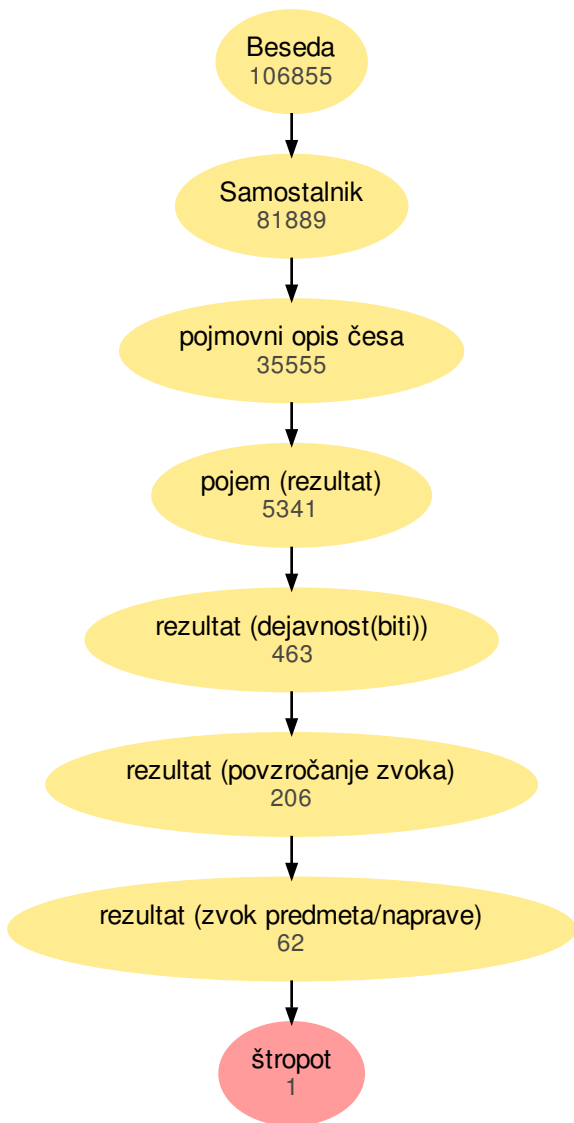 Beseda
106855
Samostalnik
81889
pojmovni opis česa
35555
pojem (rezultat)
5341
rezultat (dejavnost(biti))
463
rezultat (povzročanje zvoka)
206
rezultat (zvok predmeta/naprave)
62
štropot
1